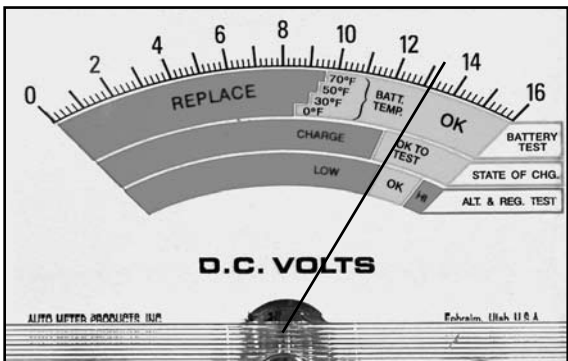 0 2 4 6 8 10 12 14 16
REPLACE
70°F
50°F
30°F
0°F
BATT.
TEMP.
OK
BATTERY
TEST
CHARGE
OK TO
TEST
STATE OF CHG.
LOW
OK
HI
ALT. & REG. TEST
D.C. VOLTS
AUTO METER PRODUCTS INC.
Ephraim, Utah U.S.A.